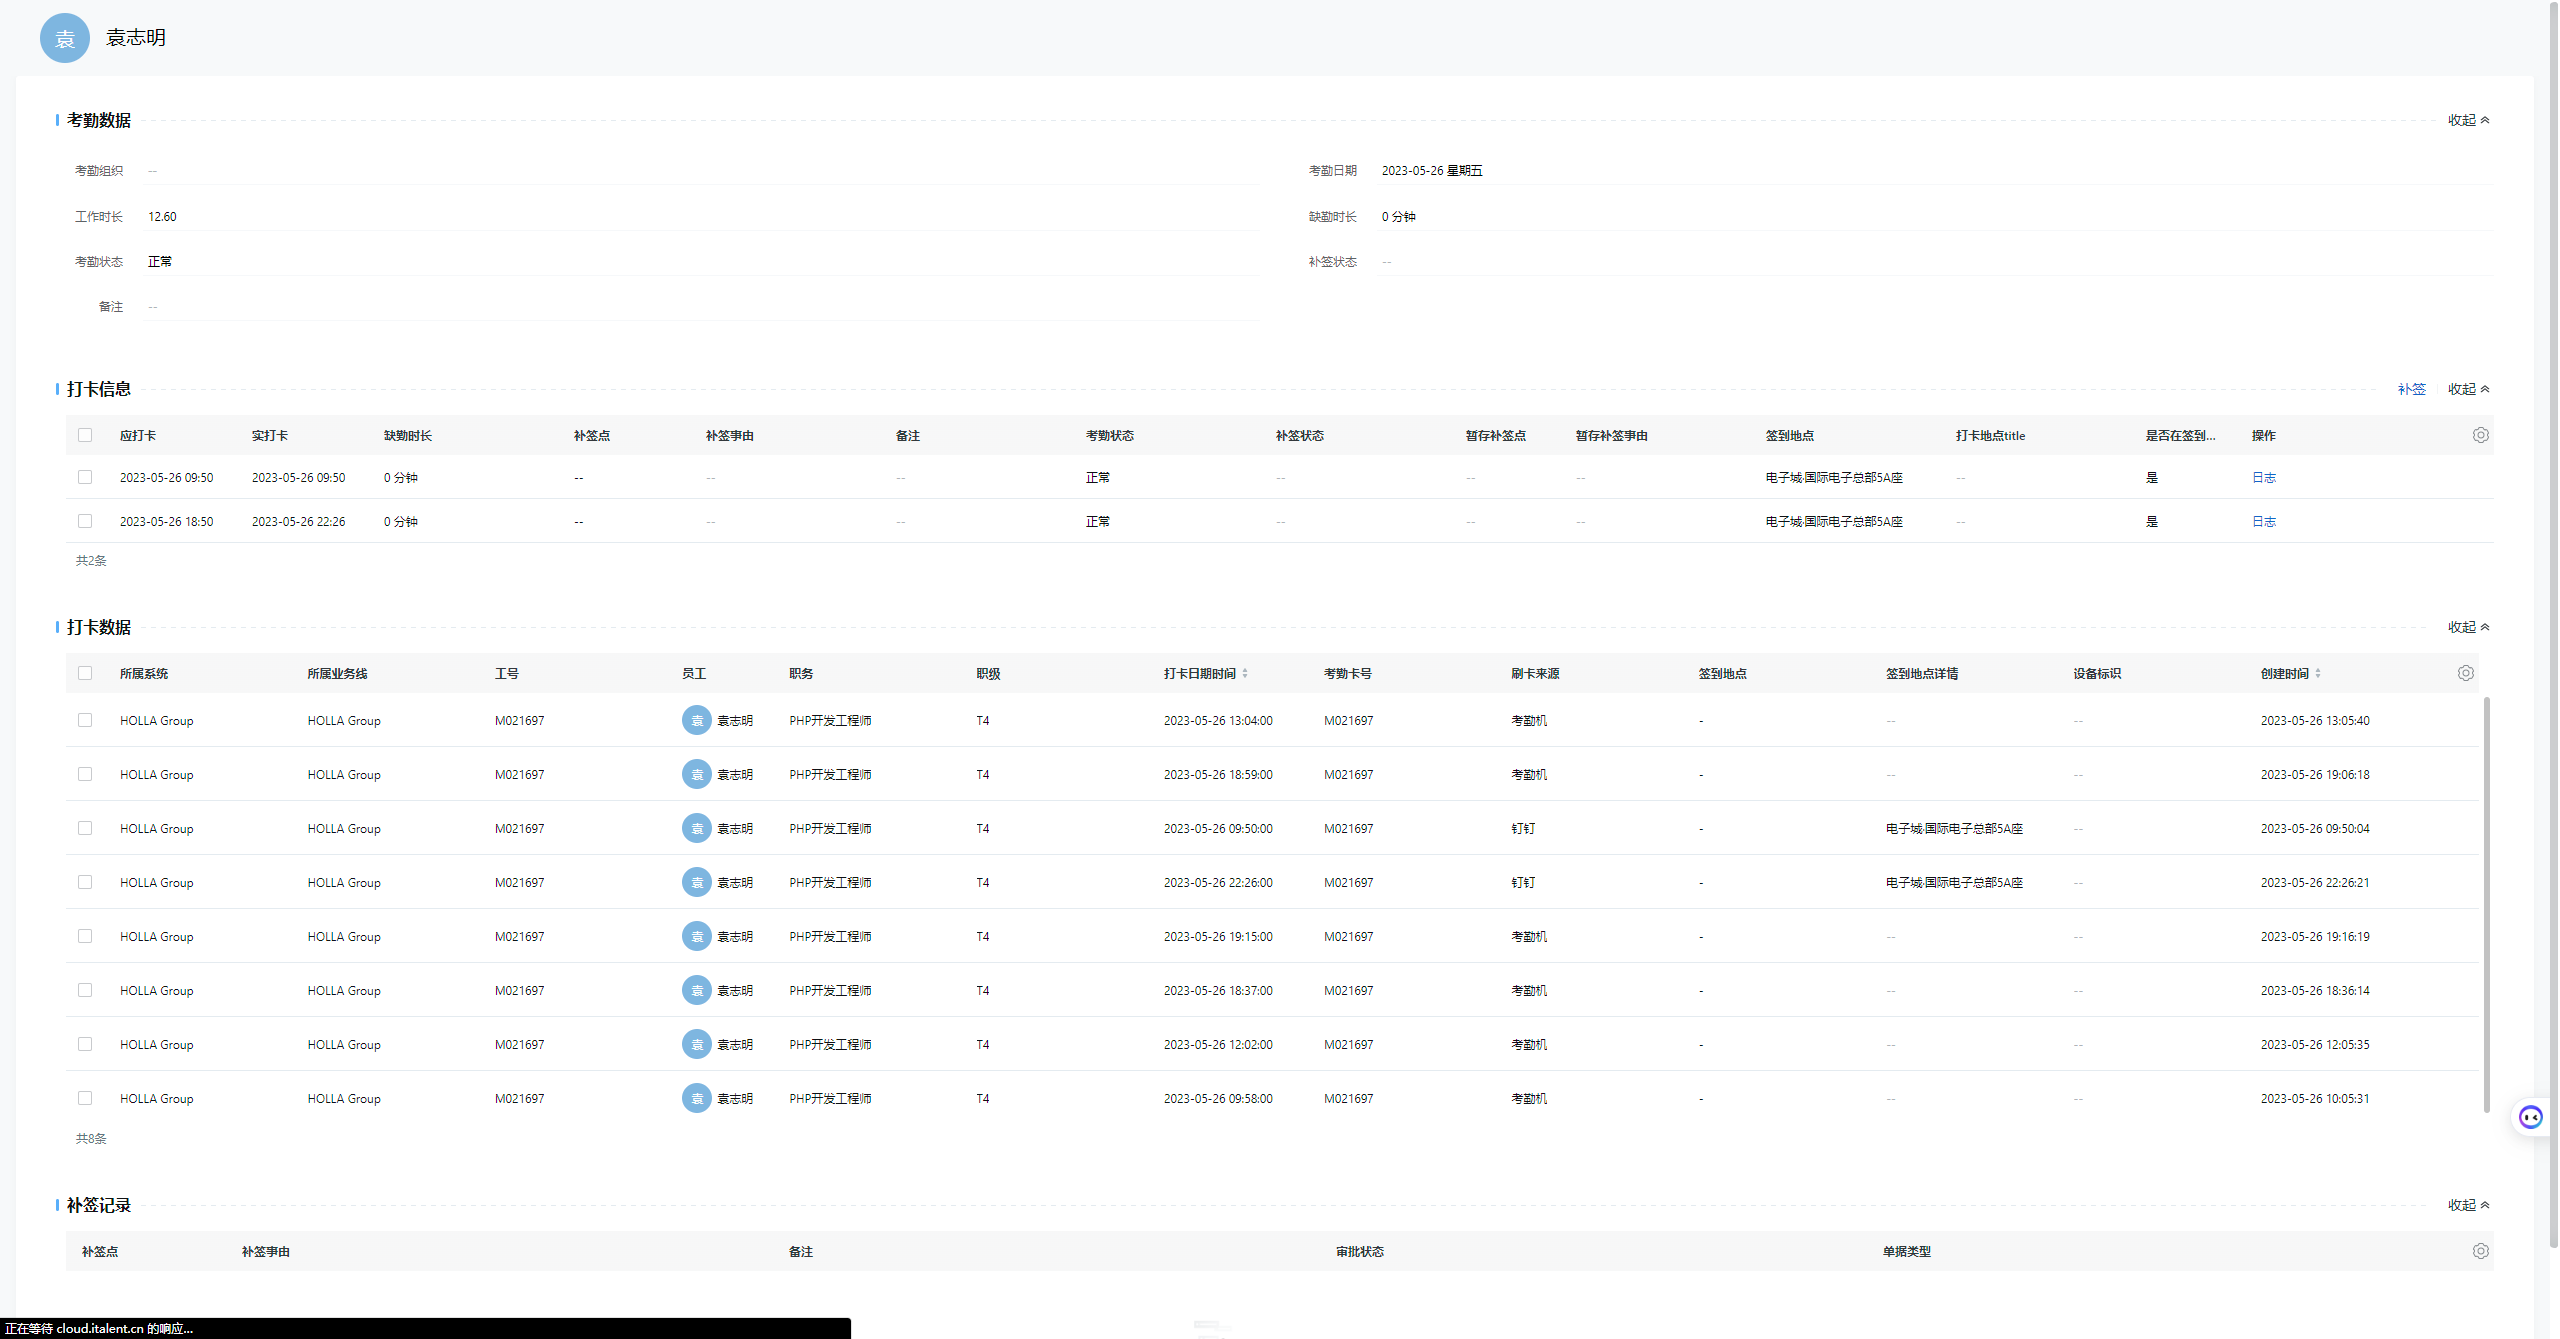 袁 袁志明
考勤数据 收起
考勤组织 -- 考勤日期 2023-05-26 星期五
工作时长 12.60 缺勤时长 0 分钟
考勤状态 正常 补签状态 --
备注 --
打卡信息 补签 收起
应打卡 实打卡 缺勤时长 补签点 补签事由 备注 考勤状态 补签状态 暂存补签点 暂存补签事由 签到地点 打卡地点title 是否在签到... 操作
2023-05-26 09:50 2023-05-26 09:50 0 分钟 -- -- -- 正常 -- -- -- 电子城·国际电子总部5A座 -- 是 日志
2023-05-26 18:50 2023-05-26 22:26 0 分钟 -- -- -- 正常 -- -- -- 电子城·国际电子总部5A座 -- 是 日志
共2条
打卡数据 收起
所属系统 所属业务线 工号 员工 职务 职级 打卡日期时间 考勤卡号 刷卡来源 签到地点 签到地点详情 设备标识 创建时间
HOLLA Group HOLLA Group M021697 袁 袁志明 PHP开发工程师 T4 2023-05-26 13:04:00 M021697 考勤机 - -- -- 2023-05-26 13:05:40
HOLLA Group HOLLA Group M021697 袁 袁志明 PHP开发工程师 T4 2023-05-26 18:59:00 M021697 考勤机 - -- -- 2023-05-26 19:06:18
HOLLA Group HOLLA Group M021697 袁 袁志明 PHP开发工程师 T4 2023-05-26 09:50:00 M021697 钉钉 - 电子城·国际电子总部5A座 -- 2023-05-26 09:50:04
HOLLA Group HOLLA Group M021697 袁 袁志明 PHP开发工程师 T4 2023-05-26 22:26:00 M021697 钉钉 - 电子城·国际电子总部5A座 -- 2023-05-26 22:26:21
HOLLA Group HOLLA Group M021697 袁 袁志明 PHP开发工程师 T4 2023-05-26 19:15:00 M021697 考勤机 - -- -- 2023-05-26 19:16:19
HOLLA Group HOLLA Group M021697 袁 袁志明 PHP开发工程师 T4 2023-05-26 18:37:00 M021697 考勤机 - -- -- 2023-05-26 18:36:14
HOLLA Group HOLLA Group M021697 袁 袁志明 PHP开发工程师 T4 2023-05-26 12:02:00 M021697 考勤机 - -- -- 2023-05-26 12:05:35
HOLLA Group HOLLA Group M021697 袁 袁志明 PHP开发工程师 T4 2023-05-26 09:58:00 M021697 考勤机 - -- -- 2023-05-26 10:05:31
共8条
补签记录 收起
补签点 补签事由 备注 审批状态 单据类型
正在等待 cloud.italent.cn 的响应...